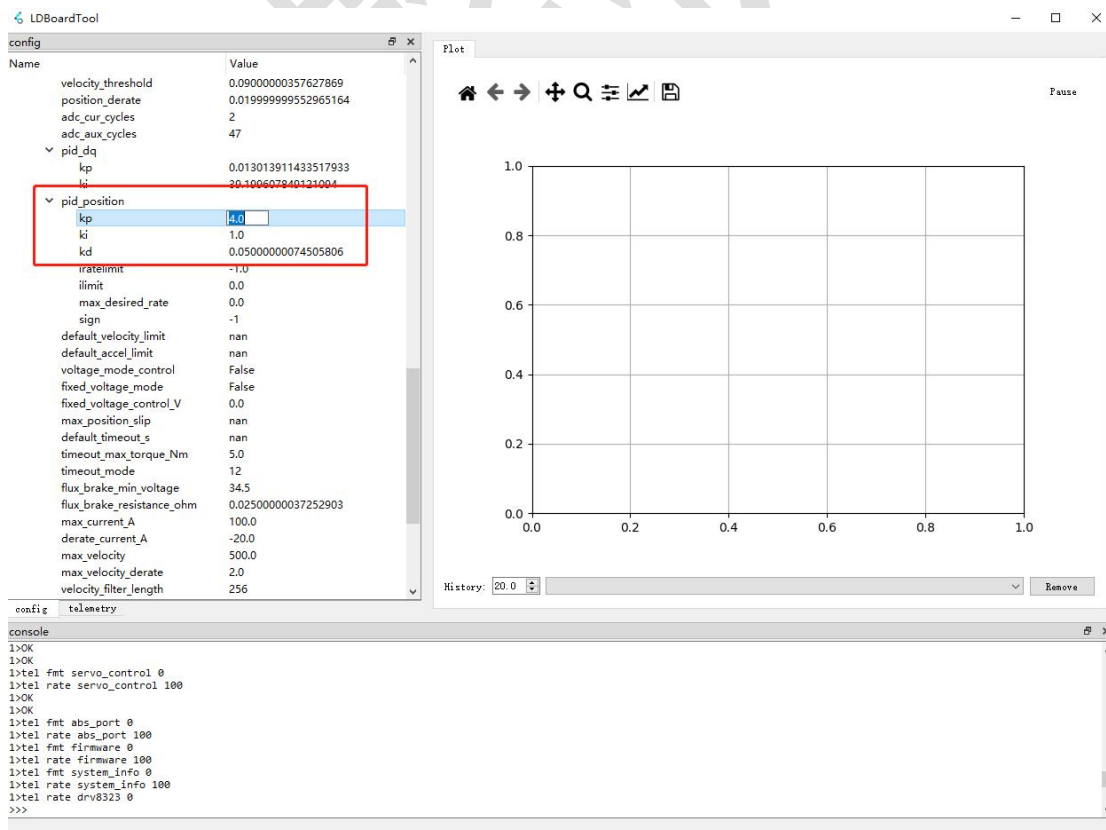 LDBoardTool
config
Name Value
velocity_threshold 0.09000000357627869
position_derate 0.019999999552965164
adc_cur_cycles 2
adc_aux_cycles 47
pid_dq
kp 0.013013911433517933
ki 39.199607849121094
pid_position
kp 4.0
ki 1.0
kd 0.05000000074505806
iratelimit -1.0
ilimit 0.0
max_desired_rate 0.0
sign -1
default_velocity_limit nan
default_accel_limit nan
voltage_mode_control False
fixed_voltage_mode False
fixed_voltage_control_V 0.0
max_position_slip nan
default_timeout_s nan
timeout_max_torque_Nm 5.0
timeout_mode 12
flux_brake_min_voltage 34.5
flux_brake_resistance_ohm 0.02500000037252903
max_current_A 100.0
derate_current_A -20.0
max_velocity 500.0
max_velocity_derate 2.0
velocity_filter_length 256
config telemetry
Plot
Pause
1.0
0.8
0.6
0.4
0.2
0.0
0.0 0.2 0.4 0.6 0.8 1.0
History: 20.0 Remove
console
1>OK
1>OK
1>tel fmt servo_control 0
1>tel rate servo_control 100
1>OK
1>OK
1>tel fmt abs_port 0
1>tel rate abs_port 100
1>tel fmt firmware 0
1>tel rate firmware 100
1>tel fmt system_info 0
1>tel rate system_info 100
1>tel rate drv8323 0
>>>